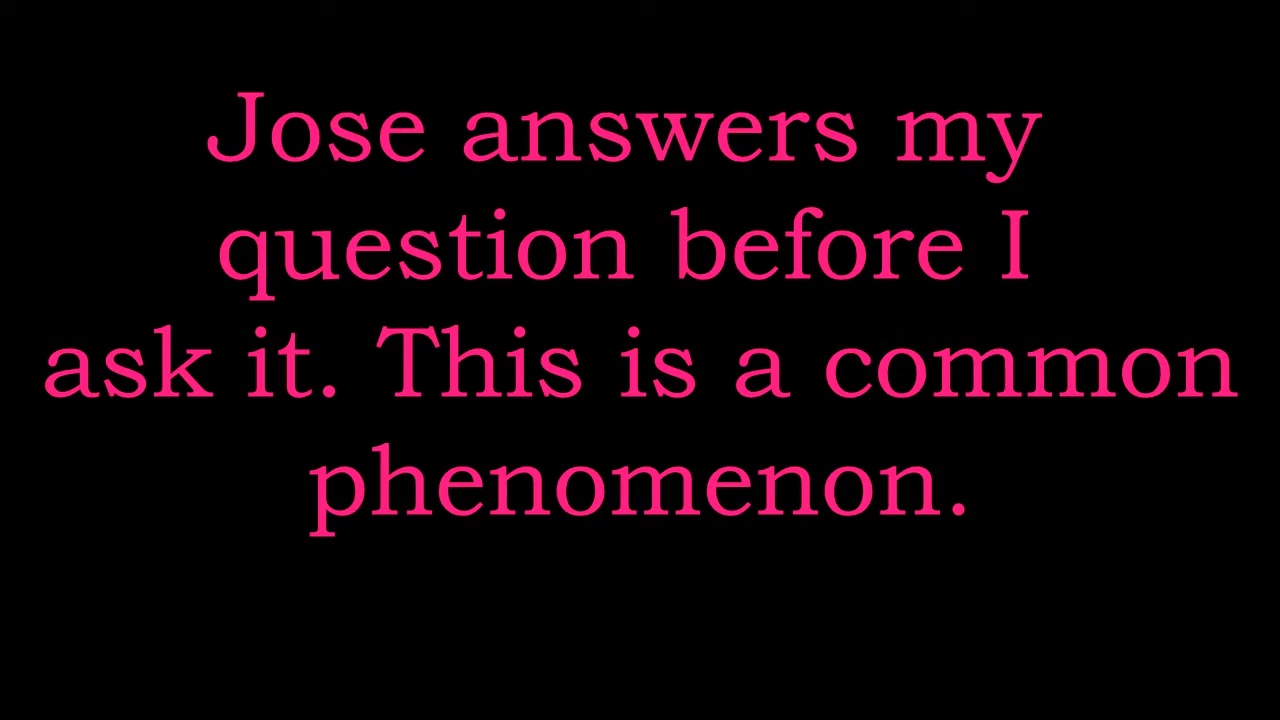 Jose answers my
question before I
ask it. This is a common
phenomenon.